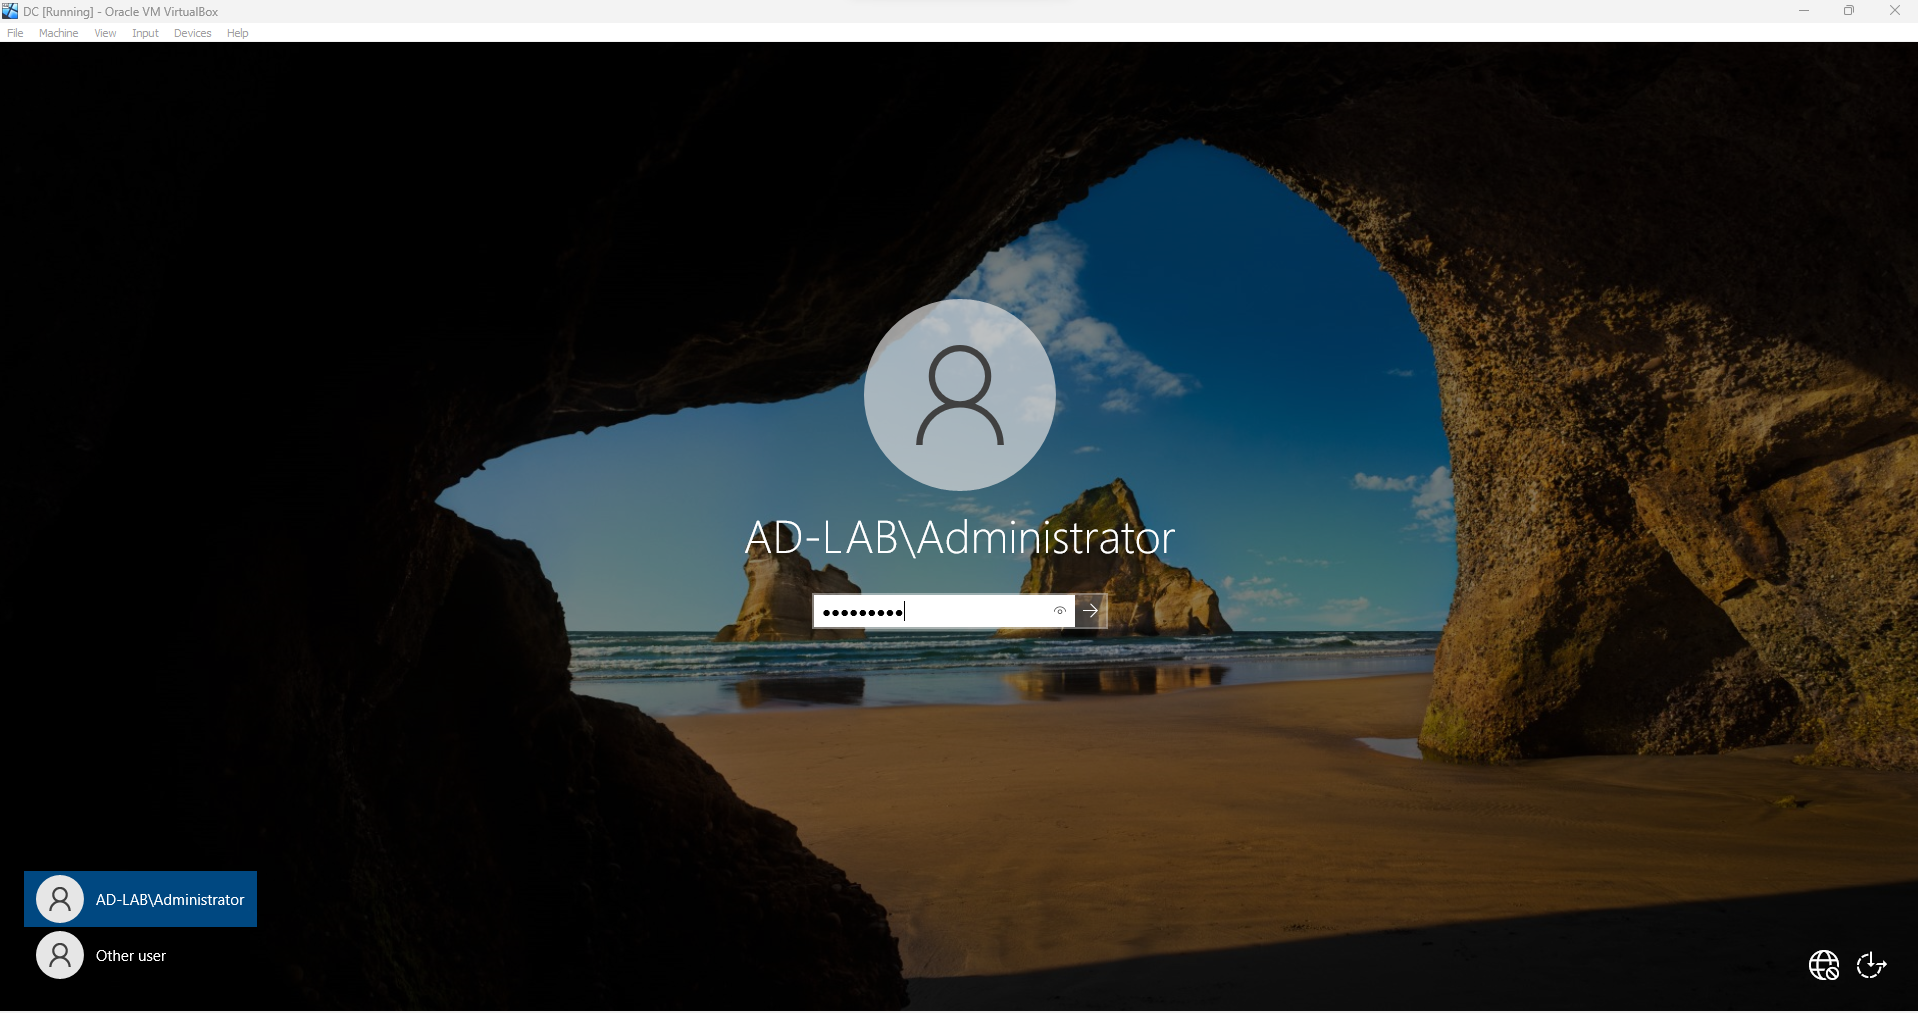 DC [Running] - Oracle VM VirtualBox
File Machine View Input Devices Help
AD-LAB\Administrator
•••••••••
AD-LAB\Administrator
Other user